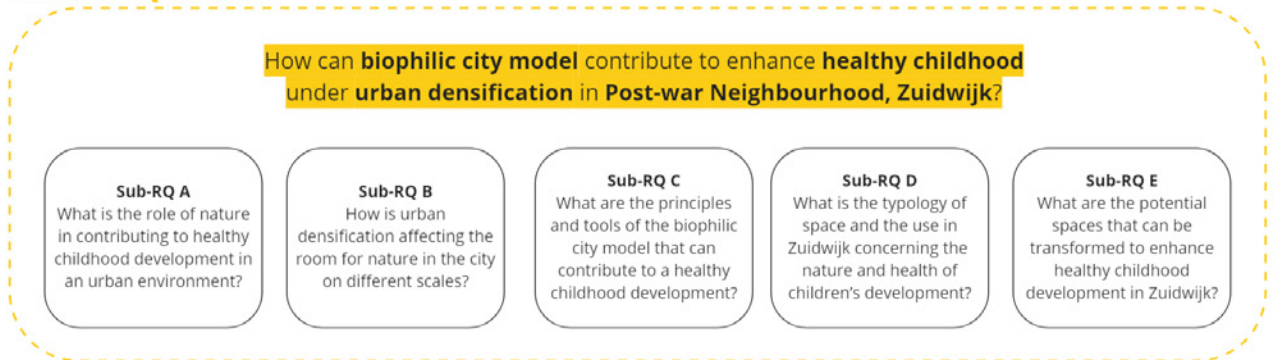 How can biophilic city model contribute to enhance healthy childhood
under urban densification in Post-war Neighbourhood, Zuidwijk?
Sub-RQ A
What is the role of nature
in contributing to healthy
childhood development in
an urban environment?
Sub-RQ B
How is urban
densification affecting the
room for nature in the city
on different scales?
Sub-RQ C
What are the principles
and tools of the biophilic
city model that can
contribute to a healthy
childhood development?
Sub-RQ D
What is the typology of
space and the use in
Zuidwijk concerning the
nature and health of
children’s development?
Sub-RQ E
What are the potential
spaces that can be
transformed to enhance
healthy childhood
development in Zuidwijk?